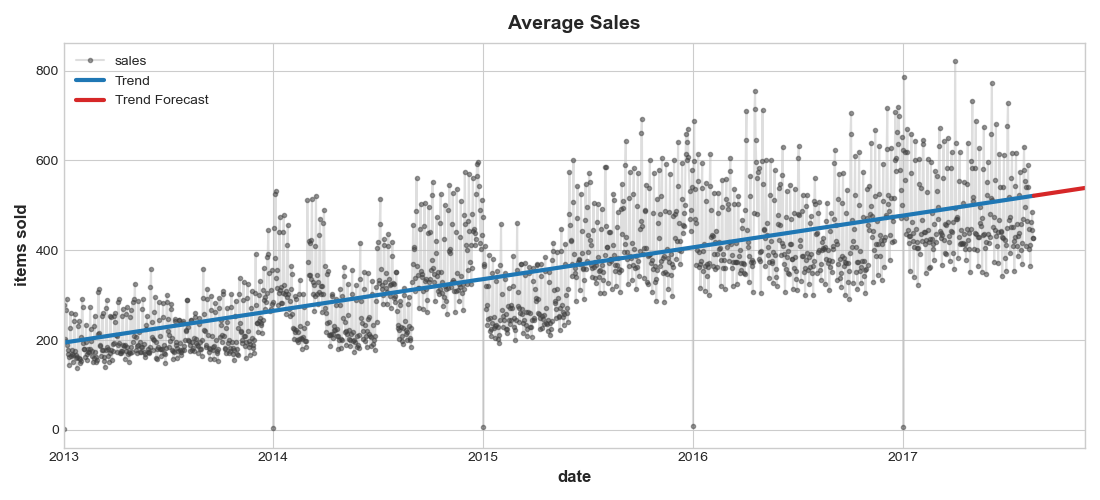 Average Sales
sales
Trend
Trend Forecast
items sold
800
600
400
200
0
2013 2014 2015 2016 2017
date